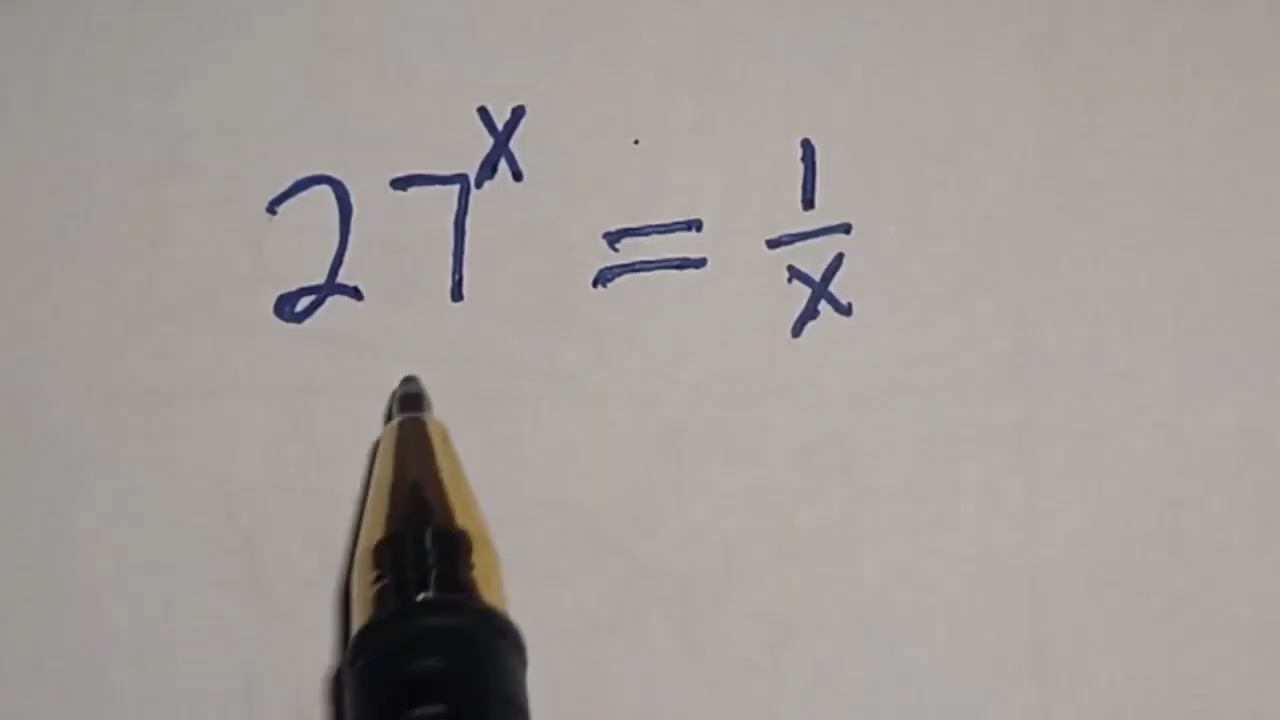 27^x = 1/x